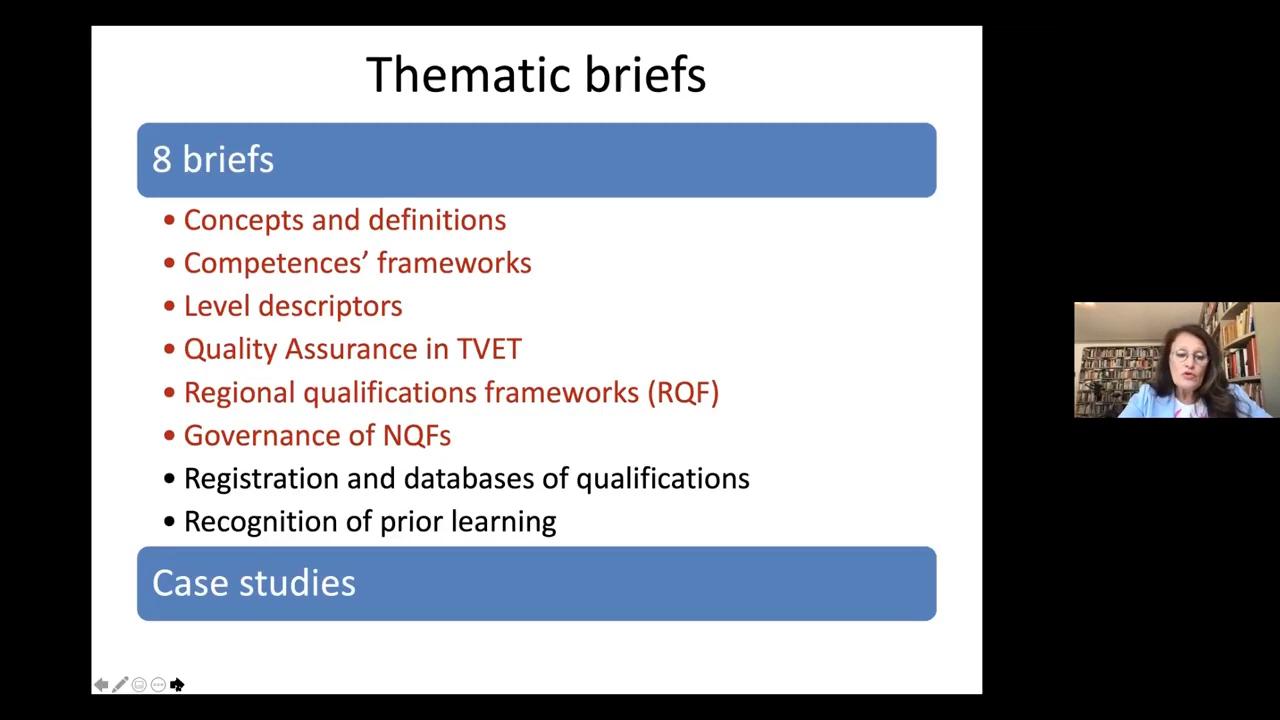 Thematic briefs
8 briefs
• Concepts and definitions
• Competences’ frameworks
• Level descriptors
• Quality Assurance in TVET
• Regional qualifications frameworks (RQF)
• Governance of NQFs
• Registration and databases of qualifications
• Recognition of prior learning
Case studies